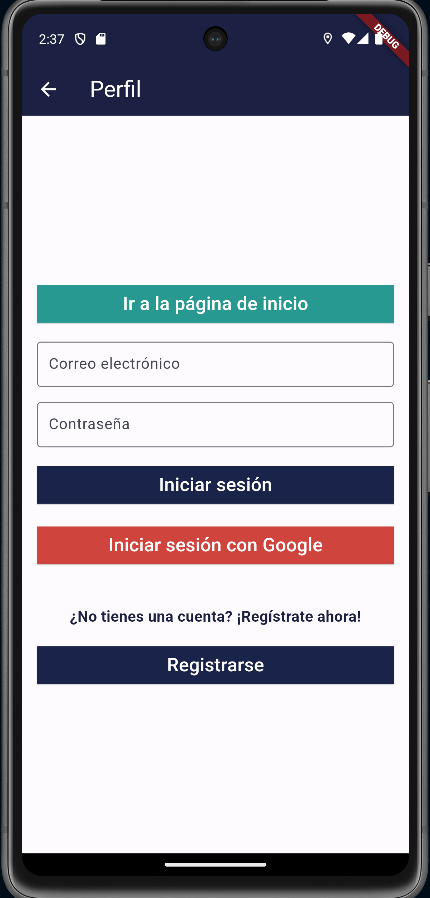 2:37
DEBUG
Perfil
Ir a la página de inicio
Correo electrónico
Contraseña
Iniciar sesión
Iniciar sesión con Google
¿No tienes una cuenta? ¡Regístrate ahora!
Registrarse